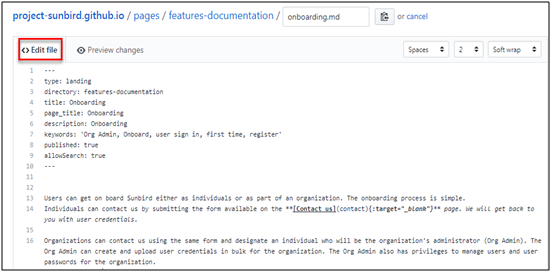 project-sunbird.github.io / pages / features-documentation / onboarding.md or cancel
<> Edit file Preview changes Spaces 2 Soft wrap
1 ---
2 type: landing
3 directory: features-documentation
4 title: Onboarding
5 page_title: Onboarding
6 description: Onboarding
7 keywords: 'Org Admin, Onboard, user sign in, first time, register'
8 published: true
9 allowSearch: true
10 ---
11
12
13 Users can get on board Sunbird either as individuals or as part of an organization. The onboarding process is simple.
14 Individuals can contact us by submitting the form available on the **[Contact us](contact){:target="_blank"}** page. We will get back to
you with user credentials.
15
16 Organizations can contact us using the same form and designate an individual who will be the organization's administrator (Org Admin). The
Org Admin can create and upload user credentials in bulk for the organization. The Org Admin also has privileges to manage users and user
passwords for the organization.